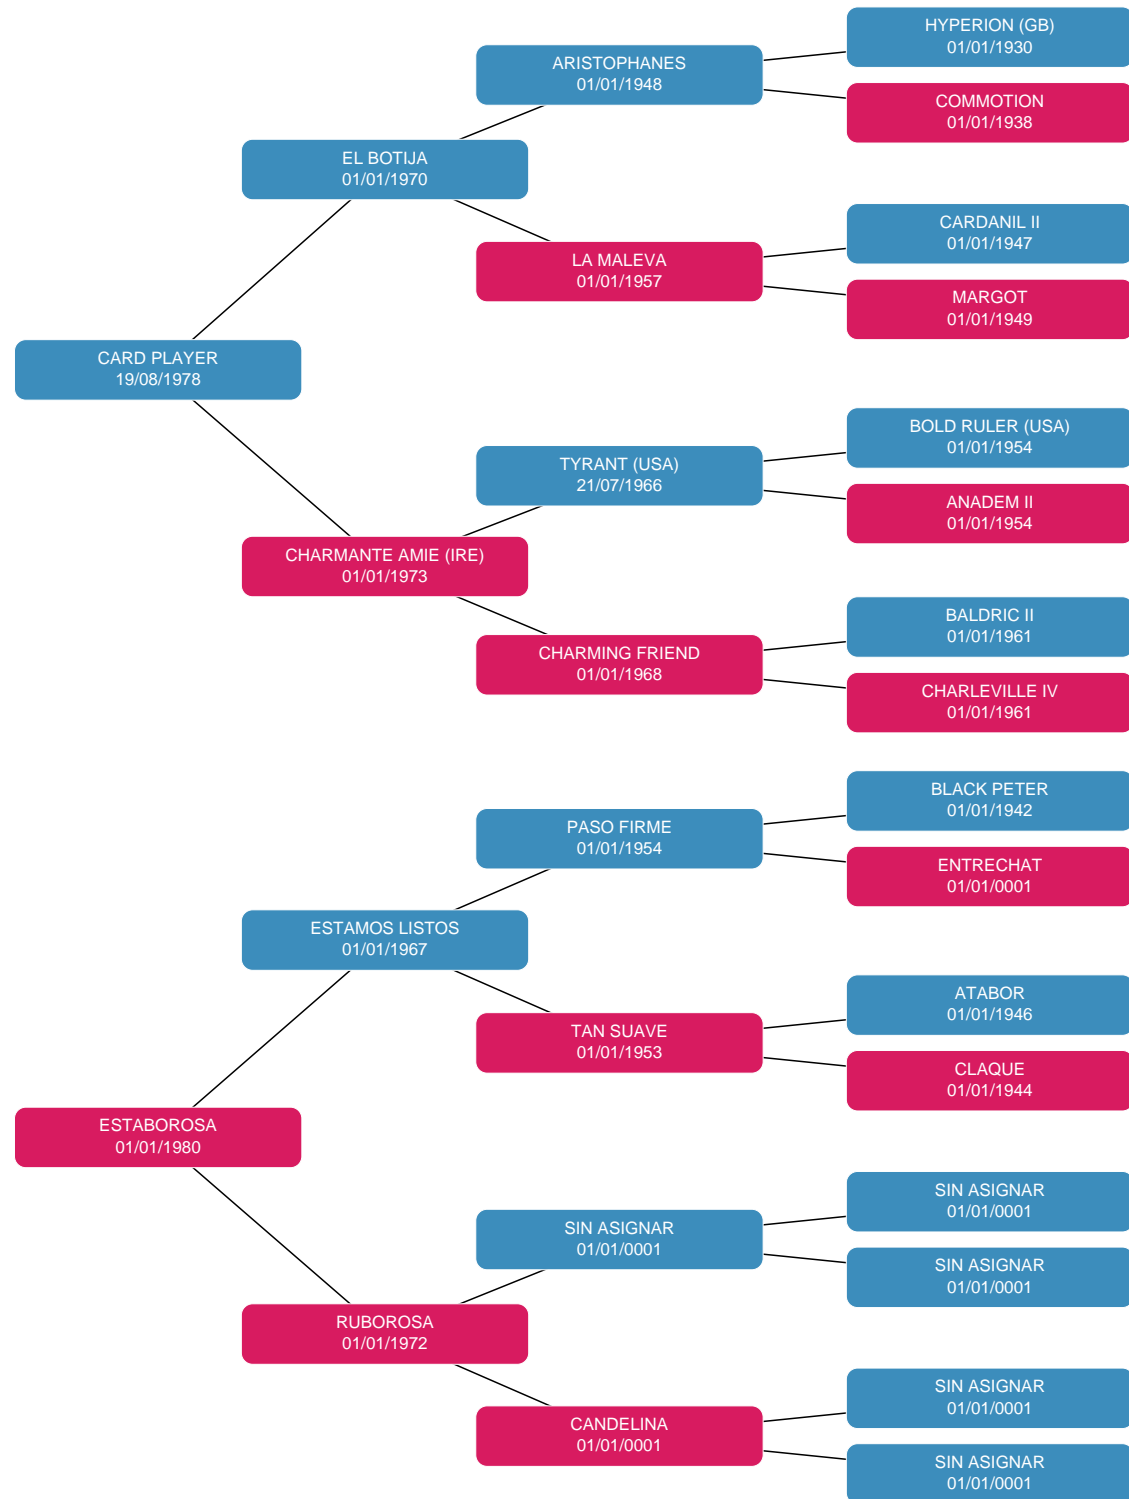 HYPERION (GB)
01/01/1930
ARISTOPHANES
01/01/1948
COMMOTION
01/01/1938
EL BOTIJA
01/01/1970
CARDANIL II
01/01/1947
LA MALEVA
01/01/1957
MARGOT
01/01/1949
CARD PLAYER
19/08/1978
BOLD RULER (USA)
01/01/1954
TYRANT (USA)
21/07/1966
ANADEM II
01/01/1954
CHARMANTE AMIE (IRE)
01/01/1973
BALDRIC II
01/01/1961
CHARMING FRIEND
01/01/1968
CHARLEVILLE IV
01/01/1961
BLACK PETER
01/01/1942
PASO FIRME
01/01/1954
ENTRECHAT
01/01/0001
ESTAMOS LISTOS
01/01/1967
ATABOR
01/01/1946
TAN SUAVE
01/01/1953
CLAQUE
01/01/1944
ESTABOROSA
01/01/1980
SIN ASIGNAR
01/01/0001
SIN ASIGNAR
01/01/0001
SIN ASIGNAR
01/01/0001
RUBOROSA
01/01/1972
SIN ASIGNAR
01/01/0001
CANDELINA
01/01/0001
SIN ASIGNAR
01/01/0001